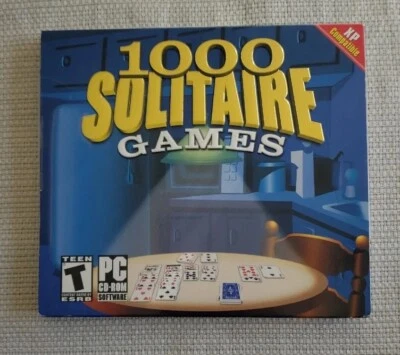 1000
SOLITAIRE
GAMES
XP
Compatible
TEEN
T
ESRB
PC
CD-ROM
SOFTWARE